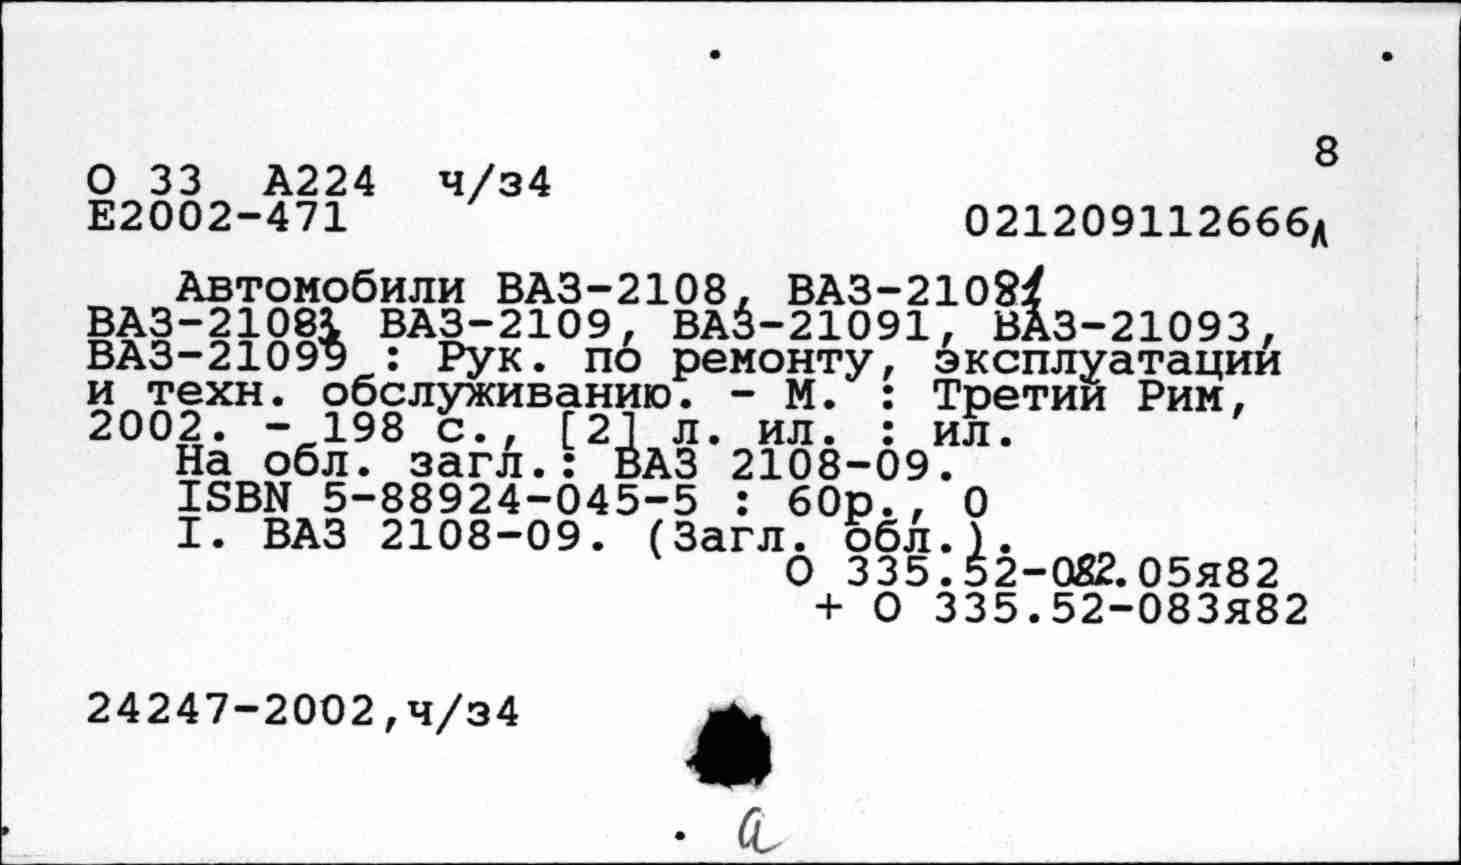 8
О 33  А224  ч/з4
Е2002-471
021209112666д
Автомобили ВАЗ-2108, ВАЗ-21081
ВАЗ-21083 ВАЗ-2109, ВАЗ-21091, ВАЗ-21093,
ВАЗ-21099 : Рук. по ремонту, эксплуатации
и техн. обслуживанию. - М. : Третий Рим,
2002. - 198 с., [2] л. ил. : ил.
На обл. загл.: ВАЗ 2108-09.
ISBN 5-88924-045-5 : 60р., 0
I. ВАЗ 2108-09. (Загл. обл.).
О 335.52-082.05я82
+ О 335.52-083я82
24247-2002,ч/з4
а